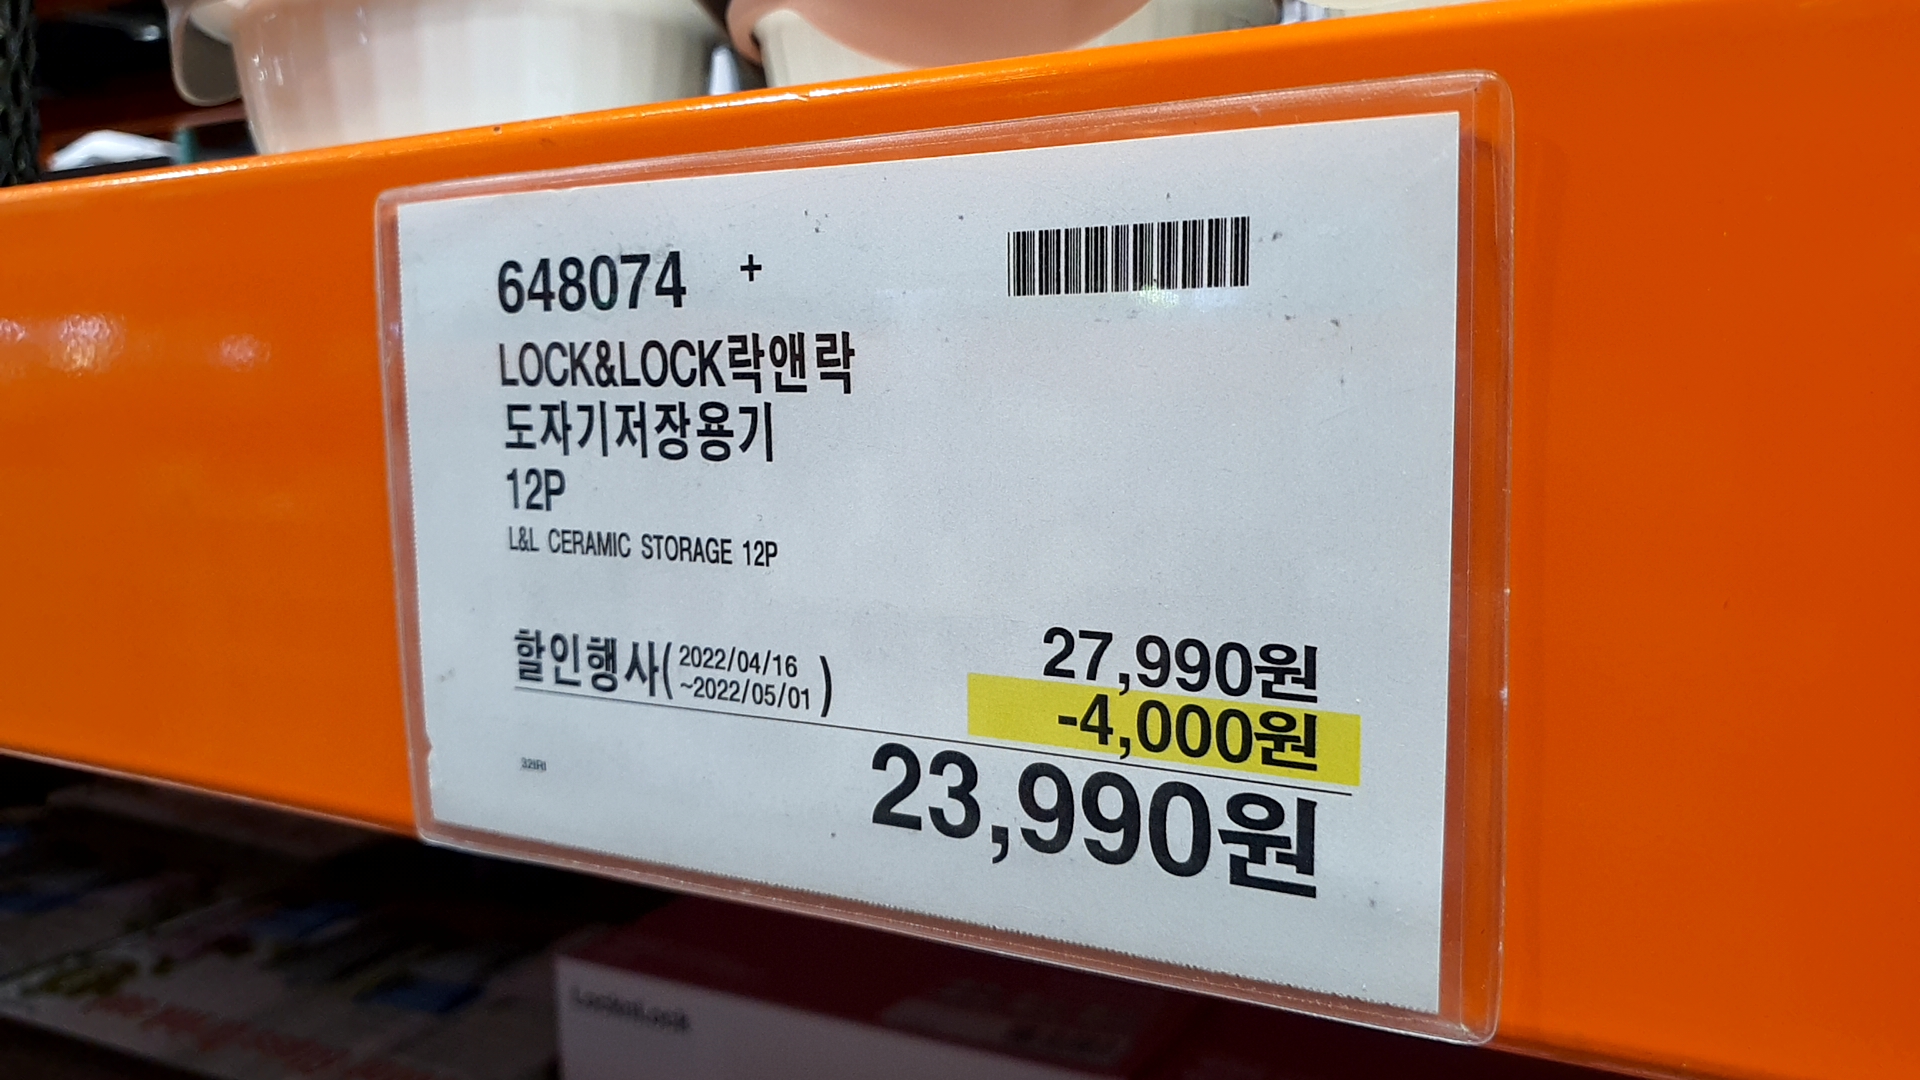 648074 +
LOCK&LOCK락앤락
도자기저장용기
12P
L&L CERAMIC STORAGE 12P
할인행사(2022/04/16
~2022/05/01)
27,990원
-4,000원
23,990원
LocknLock